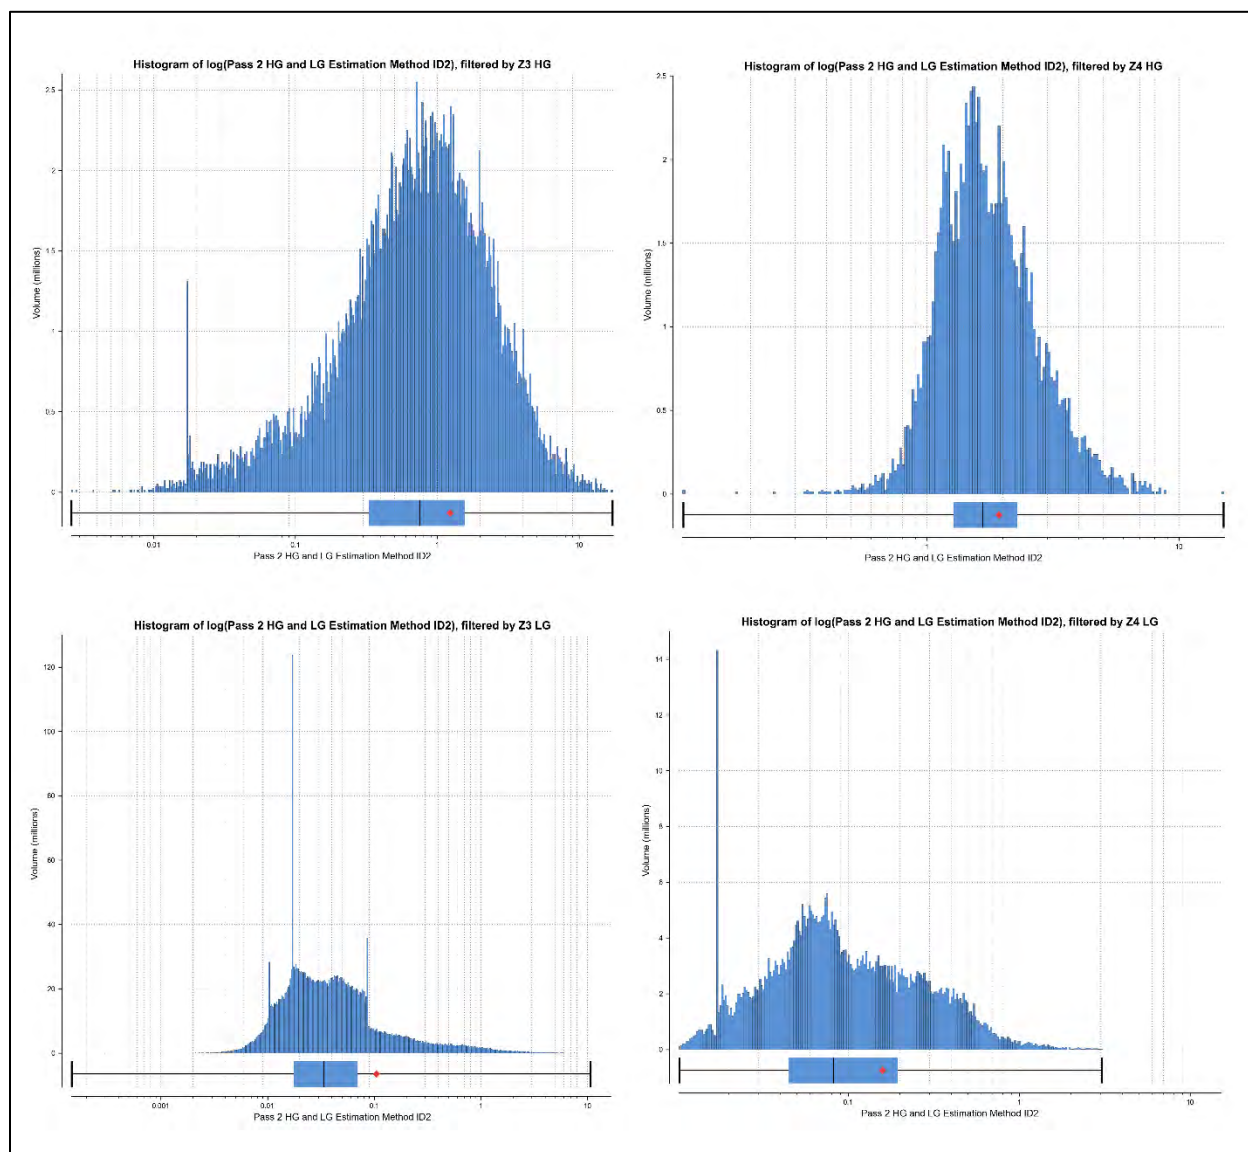 Histogram of log(Pass 2 HG and LG Estimation Method ID2), filtered by Z3 HG
2.5
2
1.5
1
0.5
0
Volume (millions)
0.01 0.1 1 10
Pass 2 HG and LG Estimation Method ID2
Histogram of log(Pass 2 HG and LG Estimation Method ID2), filtered by Z4 HG
2.5
2
1.5
1
0.5
0
Volume (millions)
1 10
Pass 2 HG and LG Estimation Method ID2
Histogram of log(Pass 2 HG and LG Estimation Method ID2), filtered by Z3 LG
120
100
80
60
40
20
0
Volume (millions)
0.001 0.01 0.1 1 10
Pass 2 HG and LG Estimation Method ID2
Histogram of log(Pass 2 HG and LG Estimation Method ID2), filtered by Z4 LG
14
12
10
8
6
4
2
0
Volume (millions)
0.1 1 10
Pass 2 HG and LG Estimation Method ID2